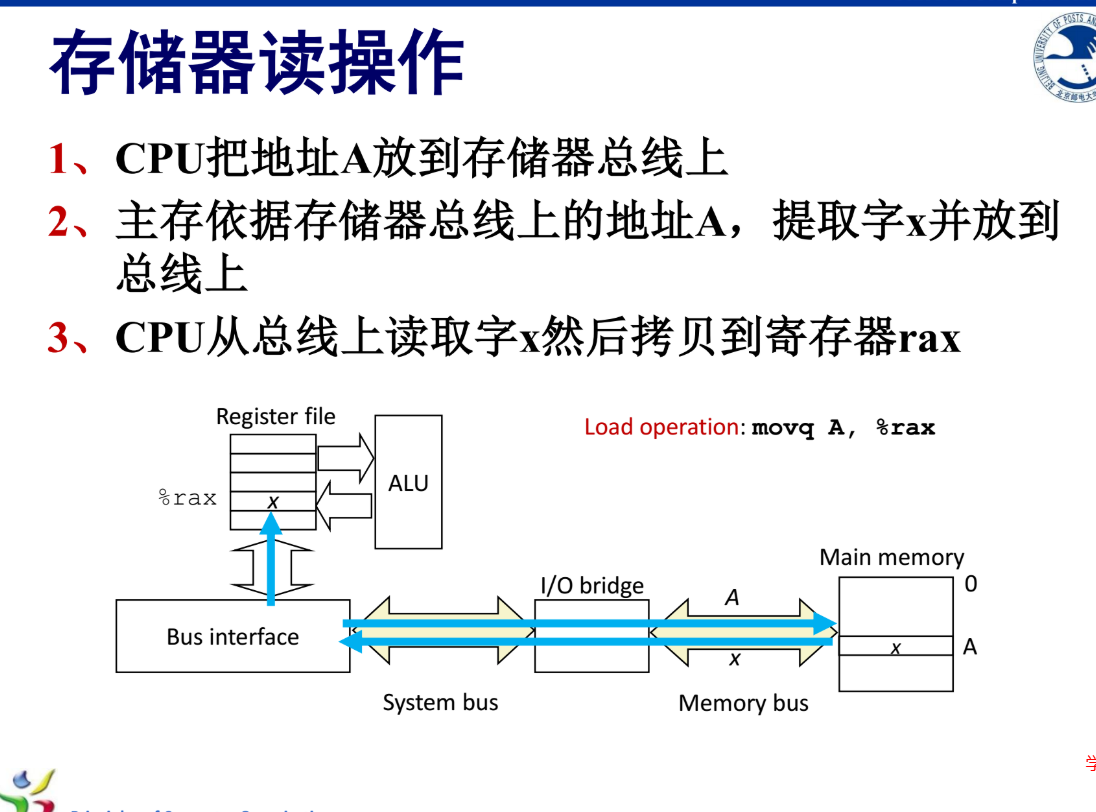 存储器读操作
1、CPU把地址A放到存储器总线上
2、主存依据存储器总线上的地址A，提取字x并放到
总线上
3、CPU从总线上读取字x然后拷贝到寄存器rax
Register file
Load operation: movq A, %rax
ALU
%rax
x
Main memory
I/O bridge
0
A
Bus interface
x
A
x
System bus
Memory bus
学